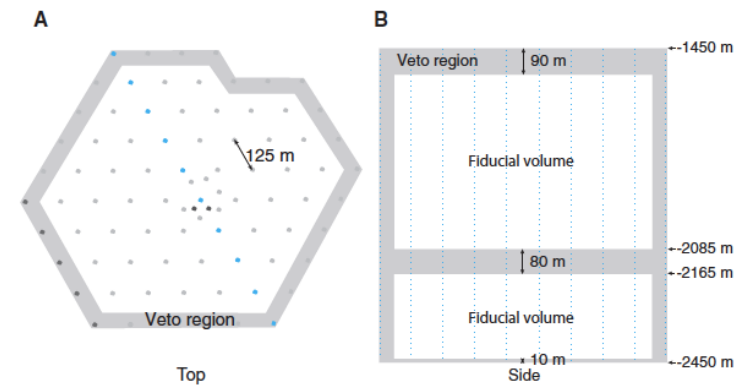 A
125 m
Veto region
Top
B
Veto region
90 m
-1450 m
Fiducial volume
-2085 m
80 m
-2165 m
Fiducial volume
10 m
-2450 m
Side